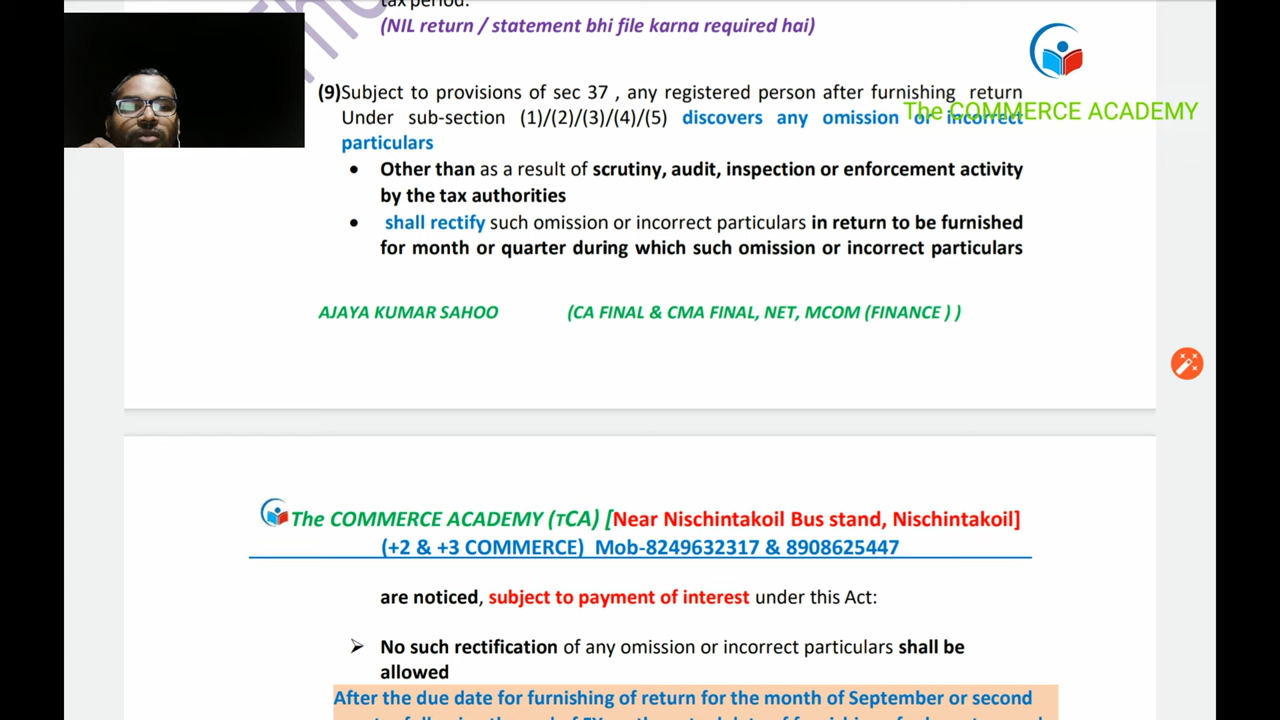 tax period.
(NIL return / statement bhi file karna required hai)
(9)Subject to provisions of sec 37 , any registered person after furnishing return
The COMMERCE ACADEMY
Under sub-section (1)/(2)/(3)/(4)/(5) discovers any omission or incorrect
particulars
• Other than as a result of scrutiny, audit, inspection or enforcement activity
by the tax authorities
• shall rectify such omission or incorrect particulars in return to be furnished
for month or quarter during which such omission or incorrect particulars
AJAYA KUMAR SAHOO (CA FINAL & CMA FINAL, NET, MCOM (FINANCE ) )
The COMMERCE ACADEMY (TCA) [Near Nischintakoil Bus stand, Nischintakoil]
(+2 & +3 COMMERCE) Mob-8249632317 & 8908625447
are noticed, subject to payment of interest under this Act:
➢ No such rectification of any omission or incorrect particulars shall be
allowed
After the due date for furnishing of return for the month of September or second